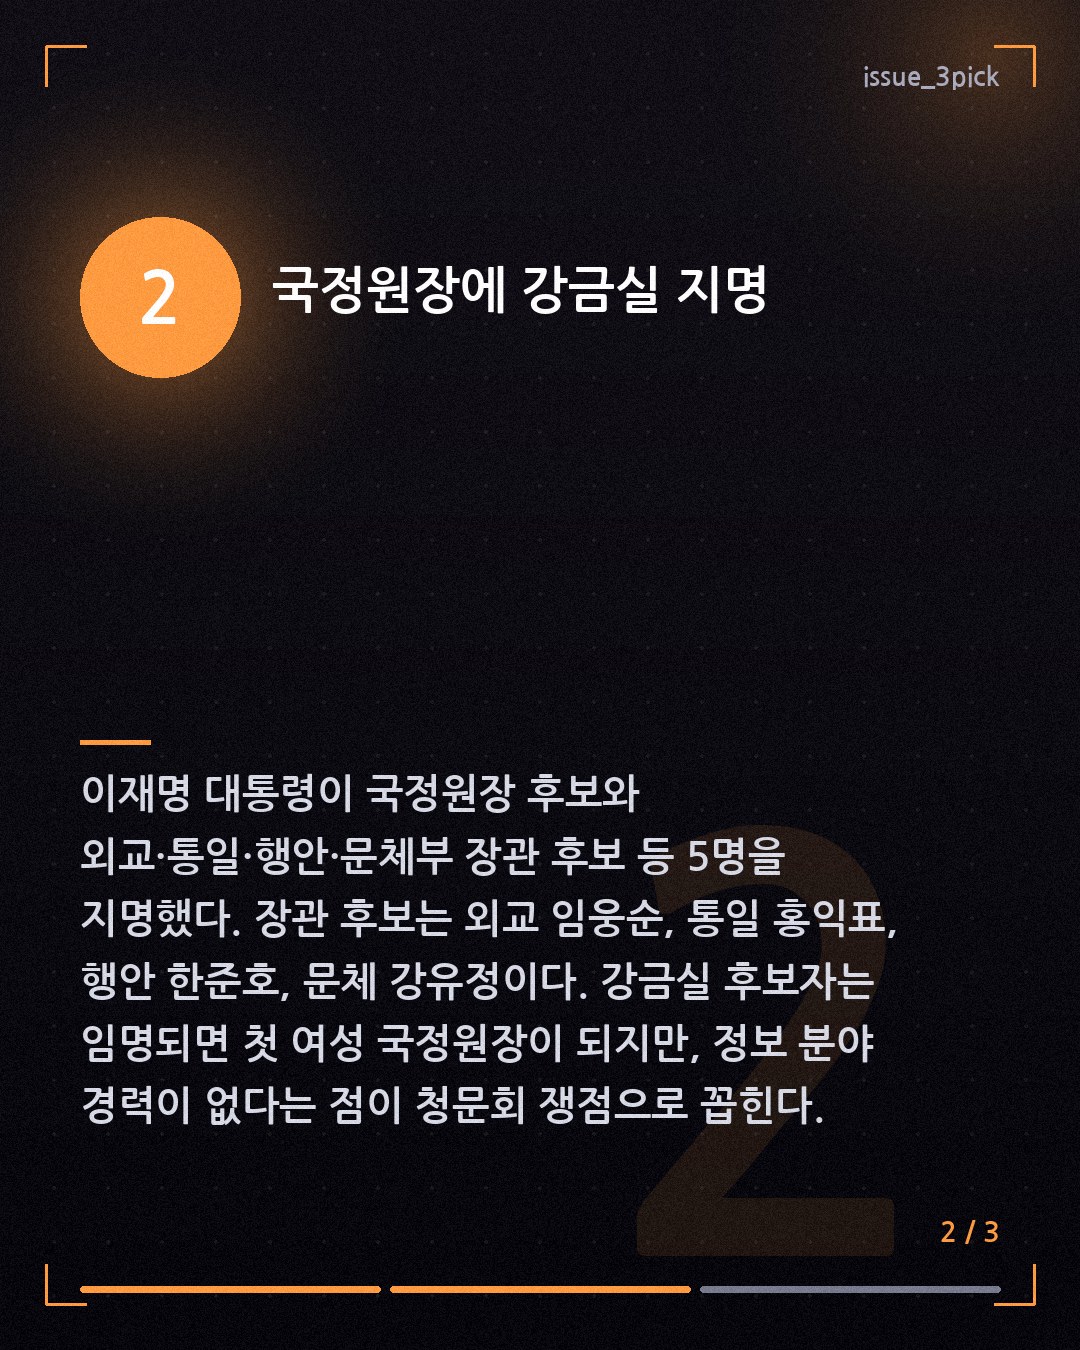 issue_3pick
2
국정원장에 강금실 지명
이재명 대통령이 국정원장 후보와
외교·통일·행안·문체부 장관 후보 등 5명을
지명했다. 장관 후보는 외교 임웅순, 통일 홍익표,
행안 한준호, 문체 강유정이다. 강금실 후보자는
임명되면 첫 여성 국정원장이 되지만, 정보 분야
경력이 없다는 점이 청문회 쟁점으로 꼽힌다.
2
2 / 3